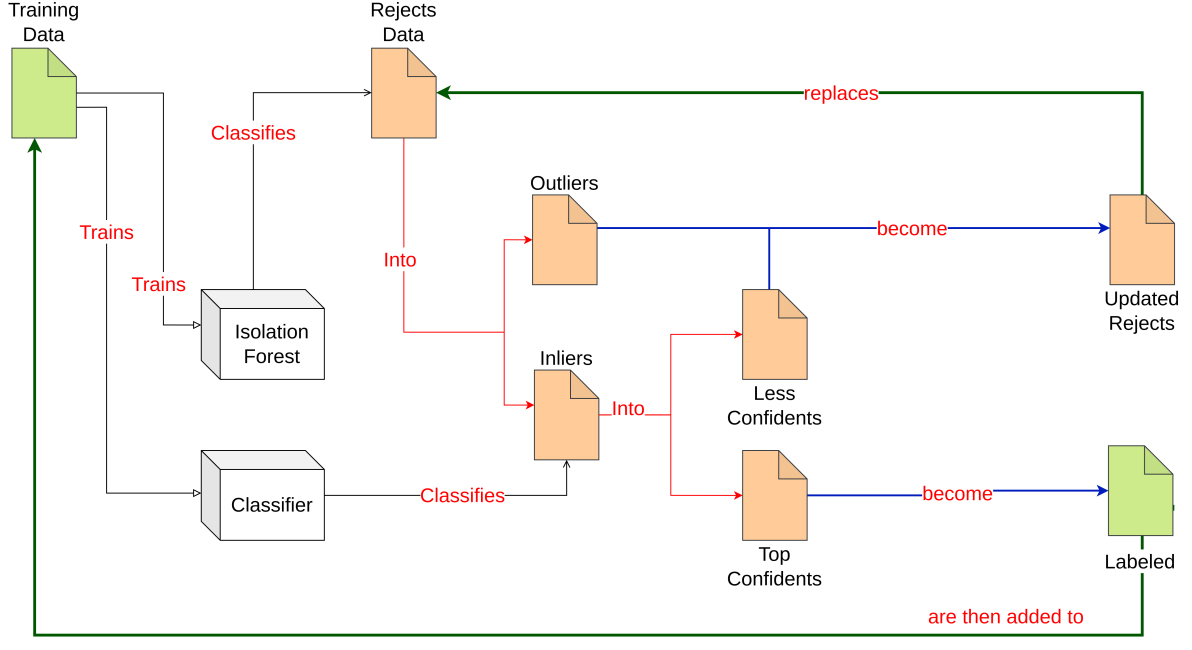 Training
Data
Rejects
Data
replaces
Classifies
Outliers
Trains
become
Into
Trains
Updated
Rejects
Isolation
Forest
Inliers
Less
Confidents
Into
Classifier
Classifies
become
Top
Confidents
Labeled
are then added to